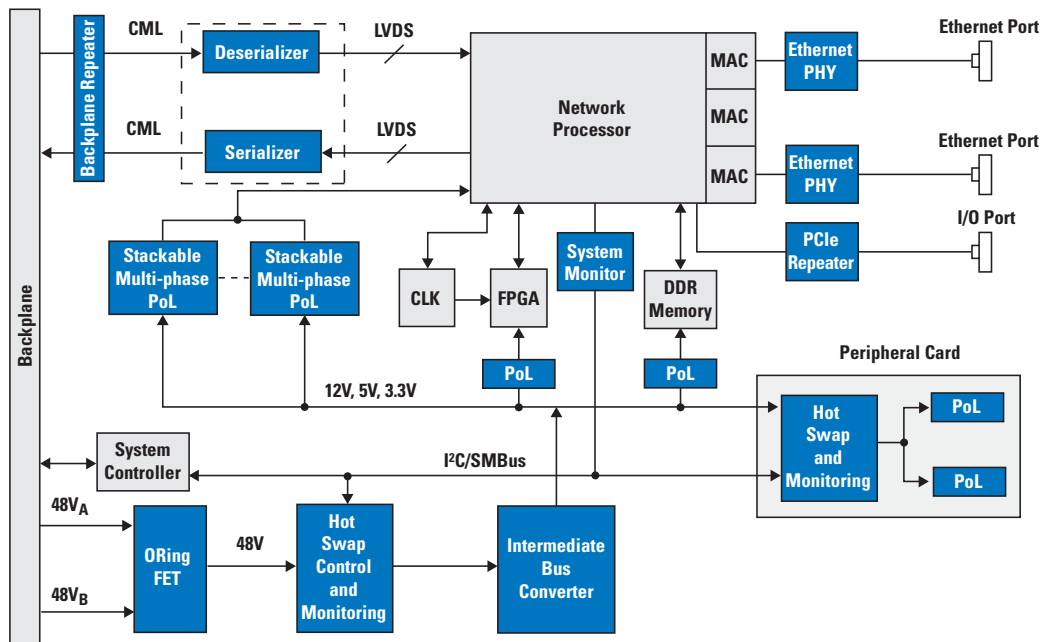 Backplane
Backplane Repeater
CML
Deserializer
LVDS
CML
Serializer
LVDS
Network
Processor
MAC
MAC
MAC
Ethernet
PHY
Ethernet Port
Ethernet
PHY
Ethernet Port
PCIe
Repeater
I/O Port
Stackable
Multi-phase
PoL
Stackable
Multi-phase
PoL
CLK
FPGA
System
Monitor
DDR
Memory
PoL
PoL
12V, 5V, 3.3V
Peripheral Card
Hot
Swap
and
Monitoring
PoL
PoL
System
Controller
I²C/SMBus
48VA
48VB
ORing
FET
48V
Hot
Swap
Control
and
Monitoring
Intermediate
Bus
Converter